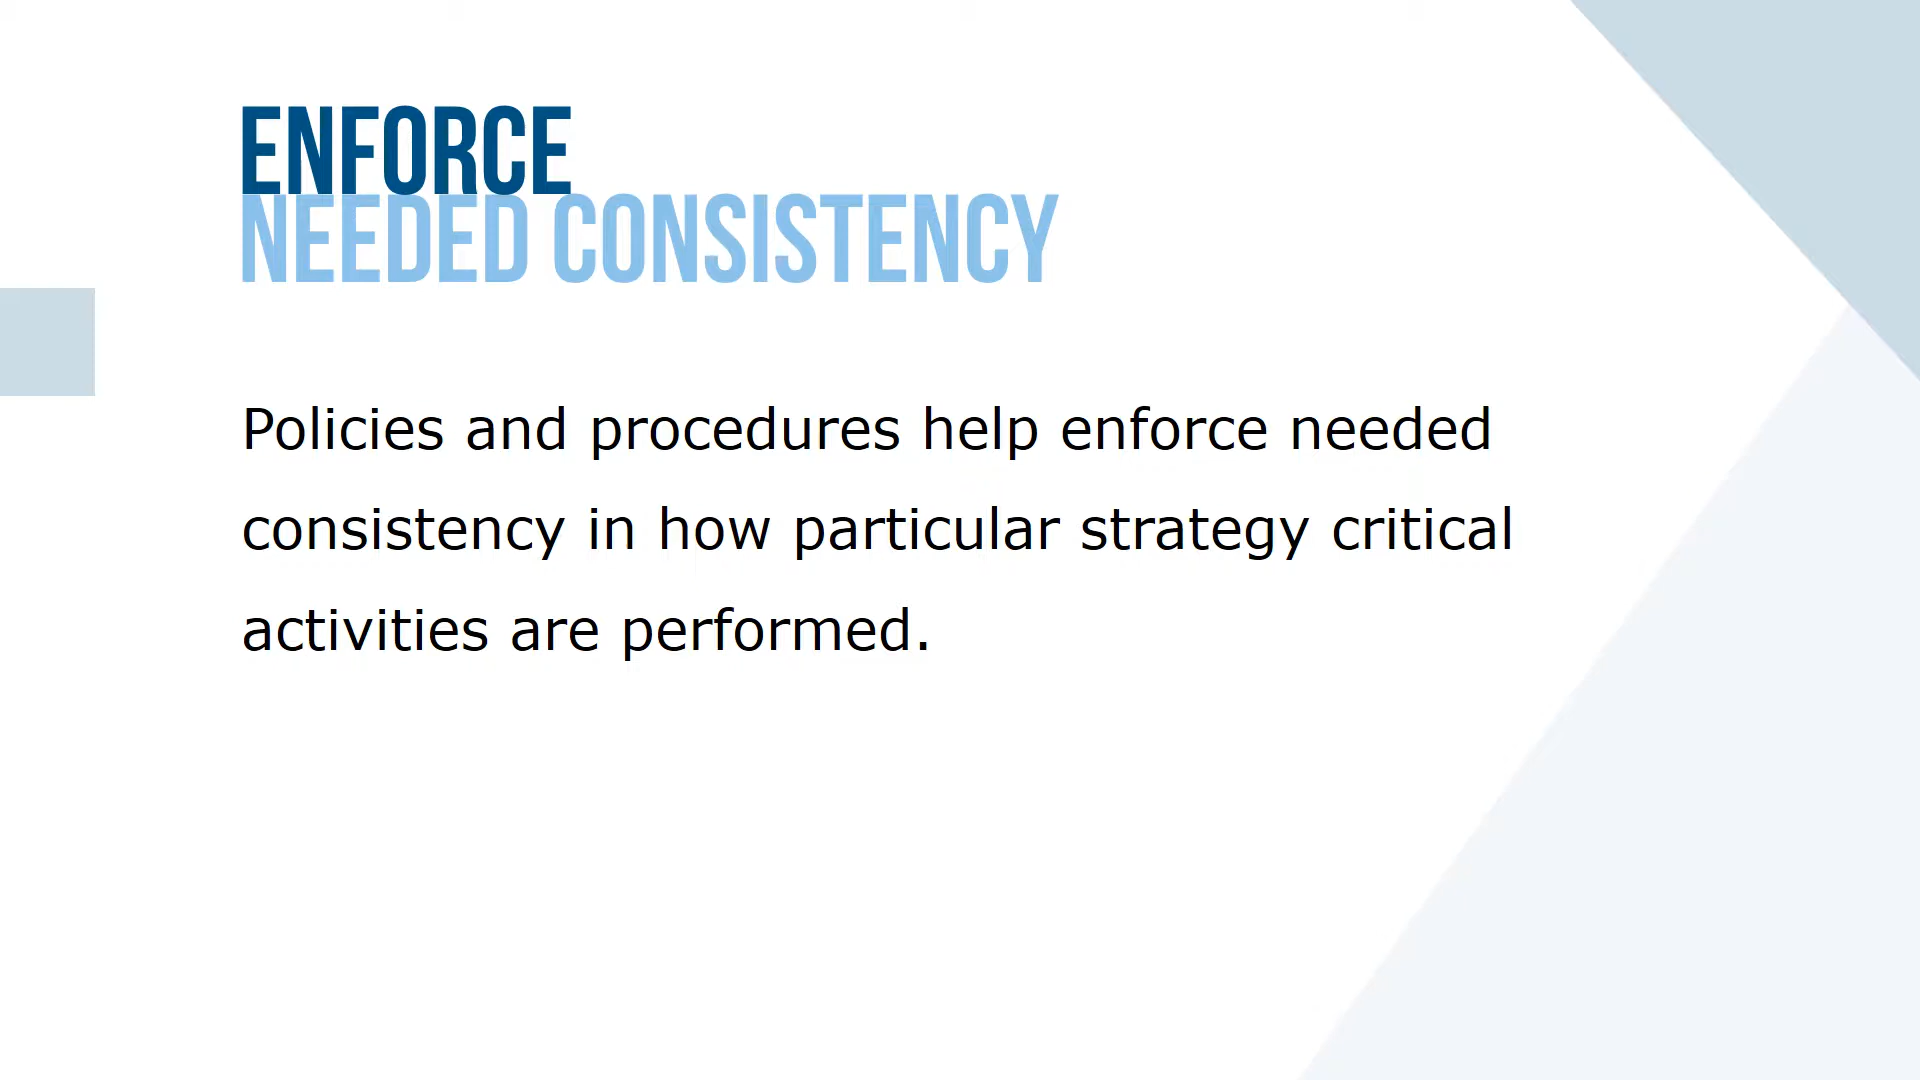 ENFORCE
NEEDED CONSISTENCY
Policies and procedures help enforce needed
consistency in how particular strategy critical
activities are performed.